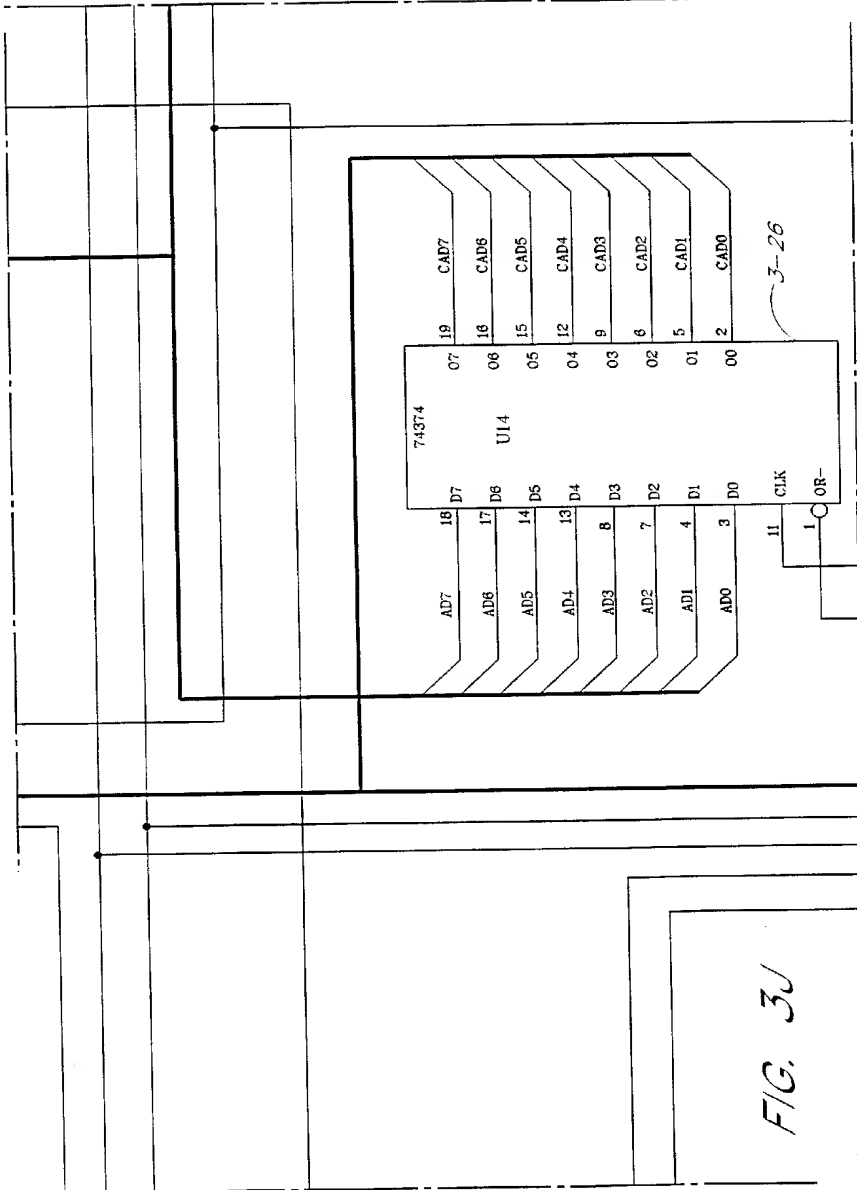 74374
U14
AD7 18 D7 O7 19 CAD7
AD6 17 D6 O6 16 CAD6
AD5 14 D5 O5 15 CAD5
AD4 13 D4 O4 12 CAD4
AD3 8 D3 O3 9 CAD3
AD2 7 D2 O2 6 CAD2
AD1 4 D1 O1 5 CAD1
AD0 3 D0 O0 2 CAD0
11 CLK
1 OR-
3-26
FIG. 3J